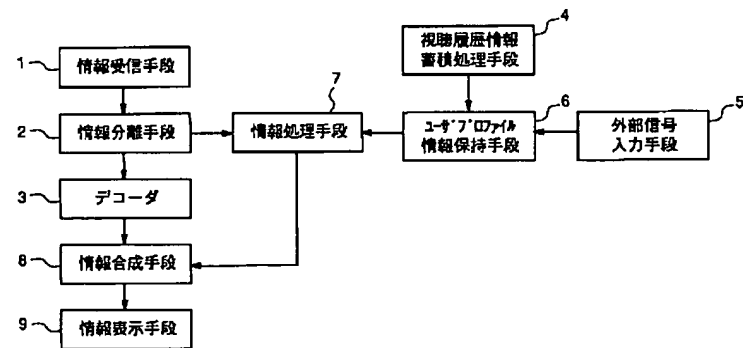 4
視聴履歴情報
蓄積処理手段
1
情報受信手段
7
6
5
2
情報分離手段
情報処理手段
ユーザプロファイル
情報保持手段
外部信号
入力手段
3
デコーダ
8
情報合成手段
9
情報表示手段